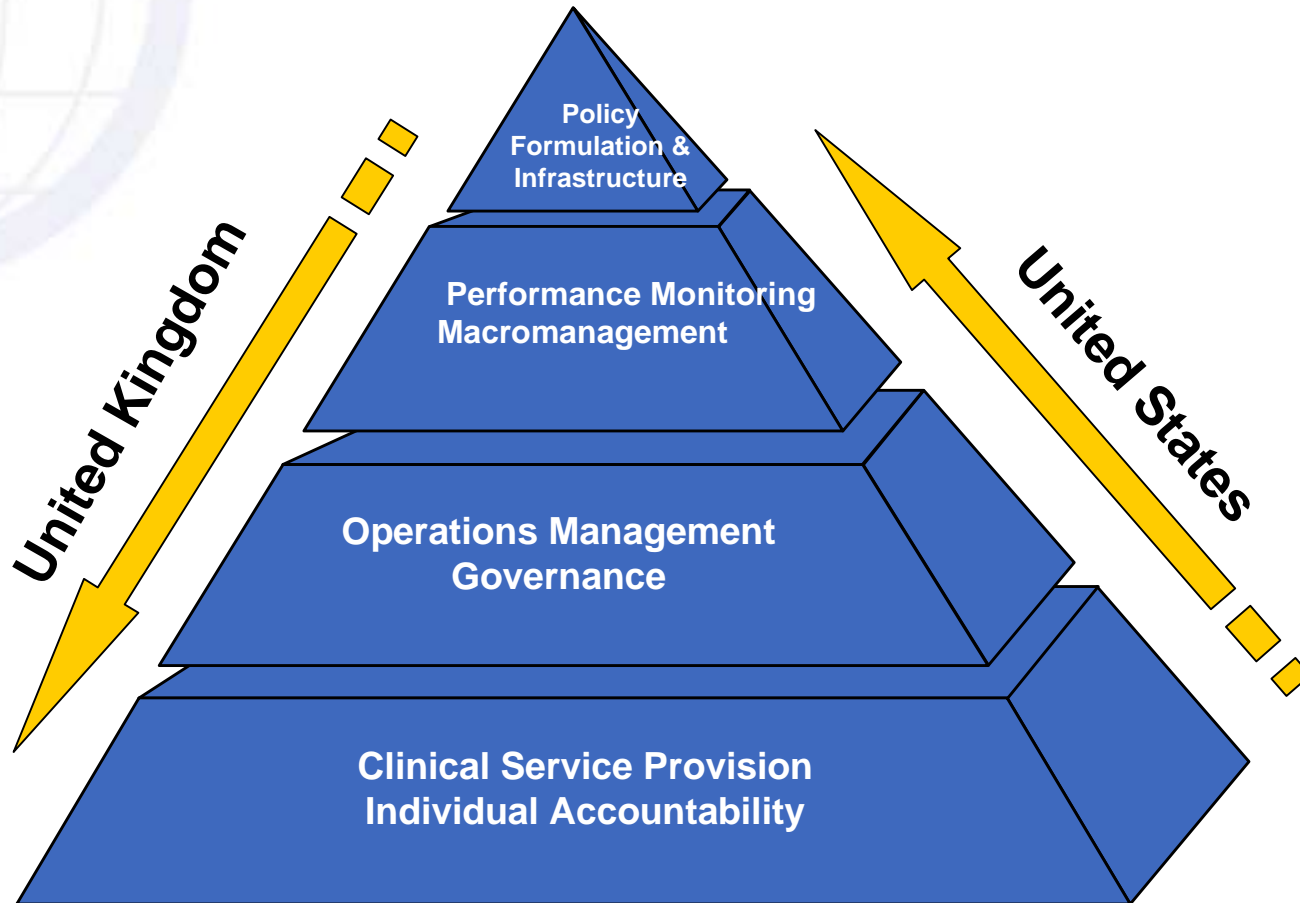 Policy
Formulation &
Infrastructure
Performance Monitoring
Macromanagement
Operations Management
Governance
Clinical Service Provision
Individual Accountability
United Kingdom
United States